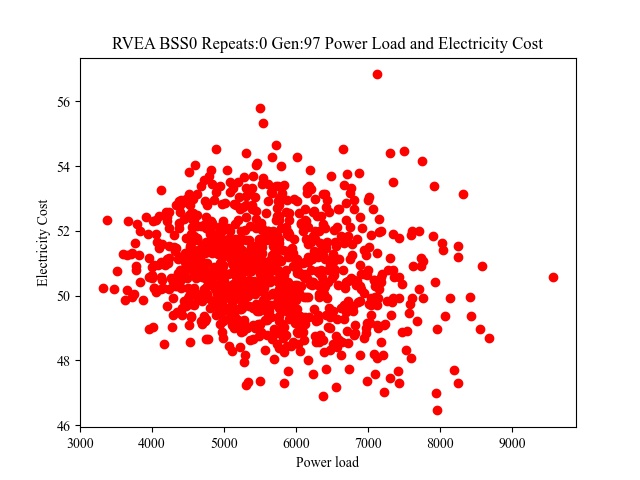 RVEA BSS0 Repeats:0 Gen:97 Power Load and Electricity Cost
56
54
52
50
48
46
Electricity Cost
3000 4000 5000 6000 7000 8000 9000
Power load